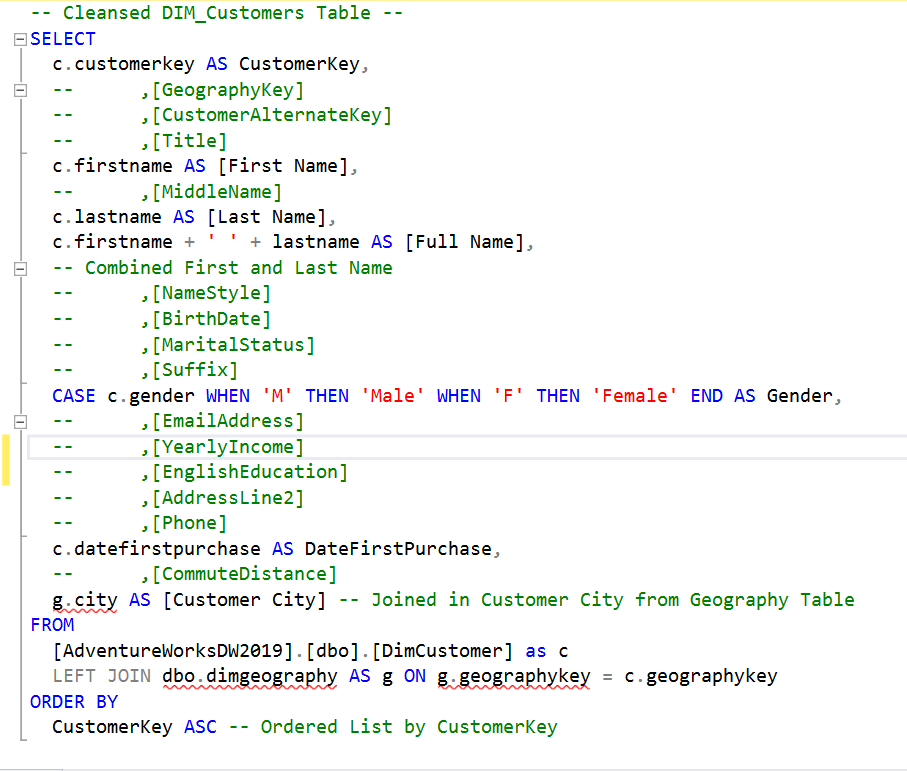 -- Cleansed DIM_Customers Table --
SELECT
  c.customerkey AS CustomerKey,
  --      ,[GeographyKey]
  --      ,[CustomerAlternateKey]
  --      ,[Title]
  c.firstname AS [First Name],
  --      ,[MiddleName]
  c.lastname AS [Last Name],
  c.firstname + ' ' + lastname AS [Full Name],
  -- Combined First and Last Name
  --      ,[NameStyle]
  --      ,[BirthDate]
  --      ,[MaritalStatus]
  --      ,[Suffix]
  CASE c.gender WHEN 'M' THEN 'Male' WHEN 'F' THEN 'Female' END AS Gender,
  --      ,[EmailAddress]
  --      ,[YearlyIncome]
  --      ,[EnglishEducation]
  --      ,[AddressLine2]
  --      ,[Phone]
  c.datefirstpurchase AS DateFirstPurchase,
  --      ,[CommuteDistance]
  g.city AS [Customer City] -- Joined in Customer City from Geography Table
FROM
  [AdventureWorksDW2019].[dbo].[DimCustomer] as c
  LEFT JOIN dbo.dimgeography AS g ON g.geographykey = c.geographykey
ORDER BY
  CustomerKey ASC -- Ordered List by CustomerKey